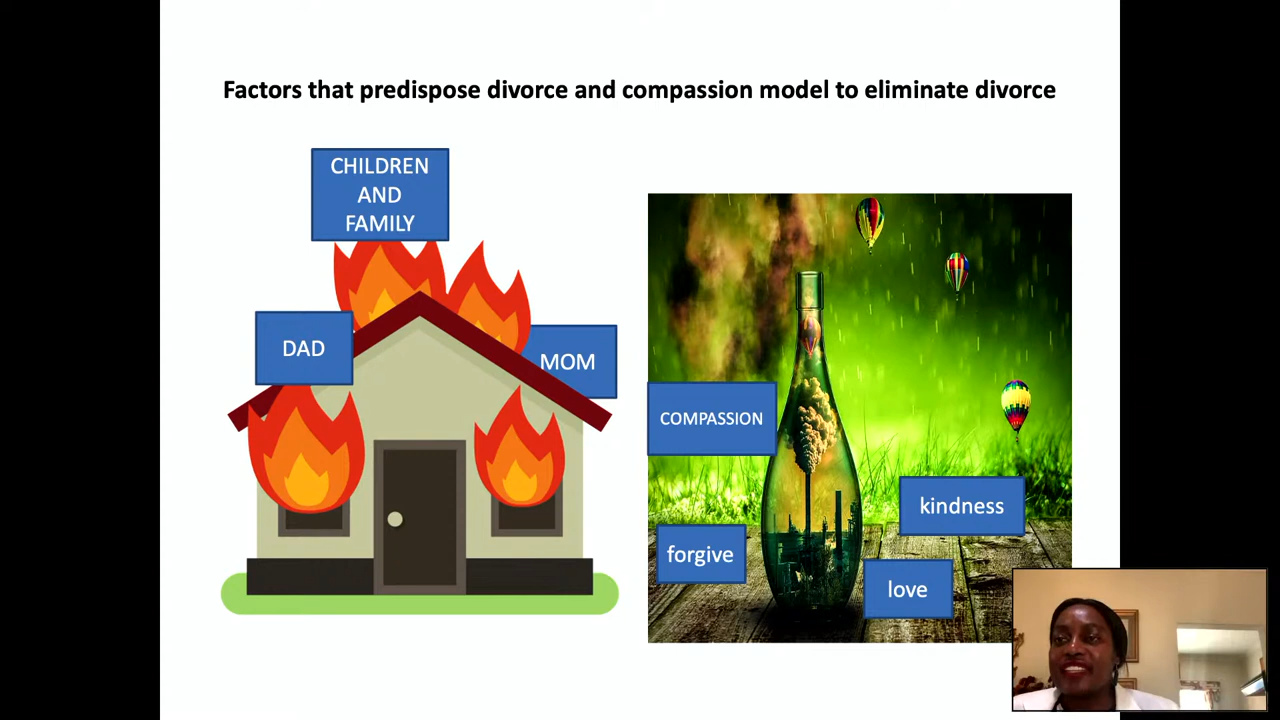 Factors that predispose divorce and compassion model to eliminate divorce
CHILDREN
AND
FAMILY
DAD
MOM
COMPASSION
kindness
forgive
love